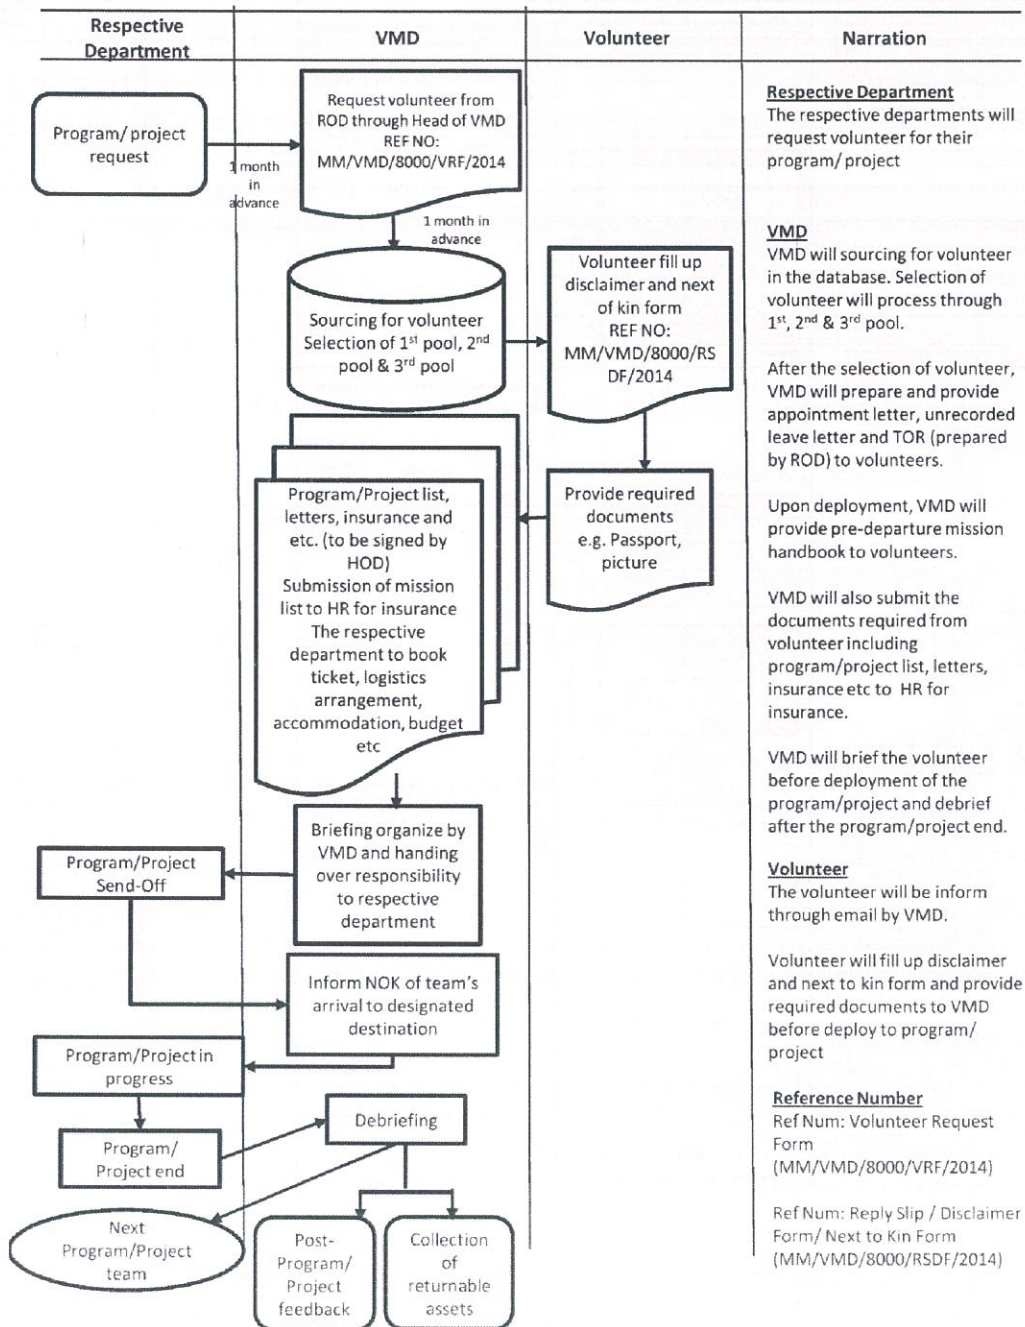 Respective
Department
VMD
Volunteer
Narration
Program/ project
request
1 month
in
advance
Request volunteer from
ROD through Head of VMD
REF NO:
MM/VMD/8000/VRF/2014
1 month in
advance
Sourcing for volunteer
Selection of 1st pool, 2nd
pool & 3rd pool
Volunteer fill up
disclaimer and next
of kin form
REF NO:
MM/VMD/8000/RS
DF/2014
Provide required
documents
e.g. Passport,
picture
Program/Project list,
letters, insurance and
etc. (to be signed by
HOD)
Submission of mission
list to HR for insurance
The respective
department to book
ticket, logistics
arrangement,
accommodation, budget
etc
Briefing organize by
VMD and handing
over responsibility
to respective
department
Program/Project
Send-Off
Inform NOK of team's
arrival to designated
destination
Program/Project in
progress
Program/
Project end
Debriefing
Next
Program/Project
team
Post-
Program/
Project
feedback
Collection
of
returnable
assets
Respective Department
The respective departments will
request volunteer for their
program/ project
VMD
VMD will sourcing for volunteer
in the database. Selection of
volunteer will process through
1st, 2nd & 3rd pool.
After the selection of volunteer,
VMD will prepare and provide
appointment letter, unrecorded
leave letter and TOR (prepared
by ROD) to volunteers.
Upon deployment, VMD will
provide pre-departure mission
handbook to volunteers.
VMD will also submit the
documents required from
volunteer including
program/project list, letters,
insurance etc to HR for
insurance.
VMD will brief the volunteer
before deployment of the
program/project and debrief
after the program/project end.
Volunteer
The volunteer will be inform
through email by VMD.
Volunteer will fill up disclaimer
and next to kin form and provide
required documents to VMD
before deploy to program/
project
Reference Number
Ref Num: Volunteer Request
Form
(MM/VMD/8000/VRF/2014)
Ref Num: Reply Slip / Disclaimer
Form/ Next to Kin Form
(MM/VMD/8000/RSDF/2014)